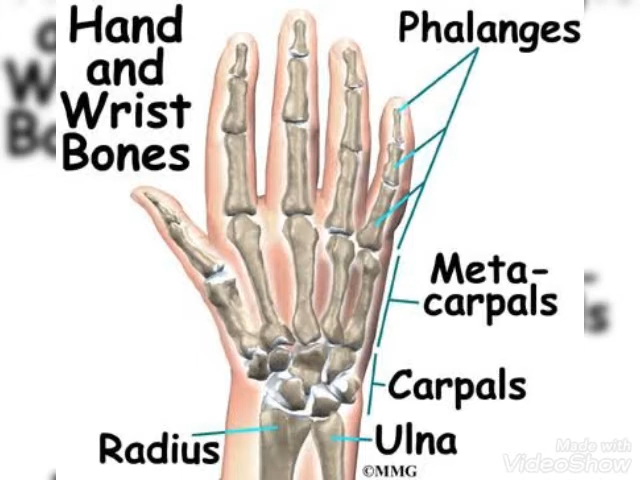 Hand
and
Wrist
Bones
Phalanges
Meta-
carpals
Carpals
Radius
Ulna
©MMG
Made with
VideoShow